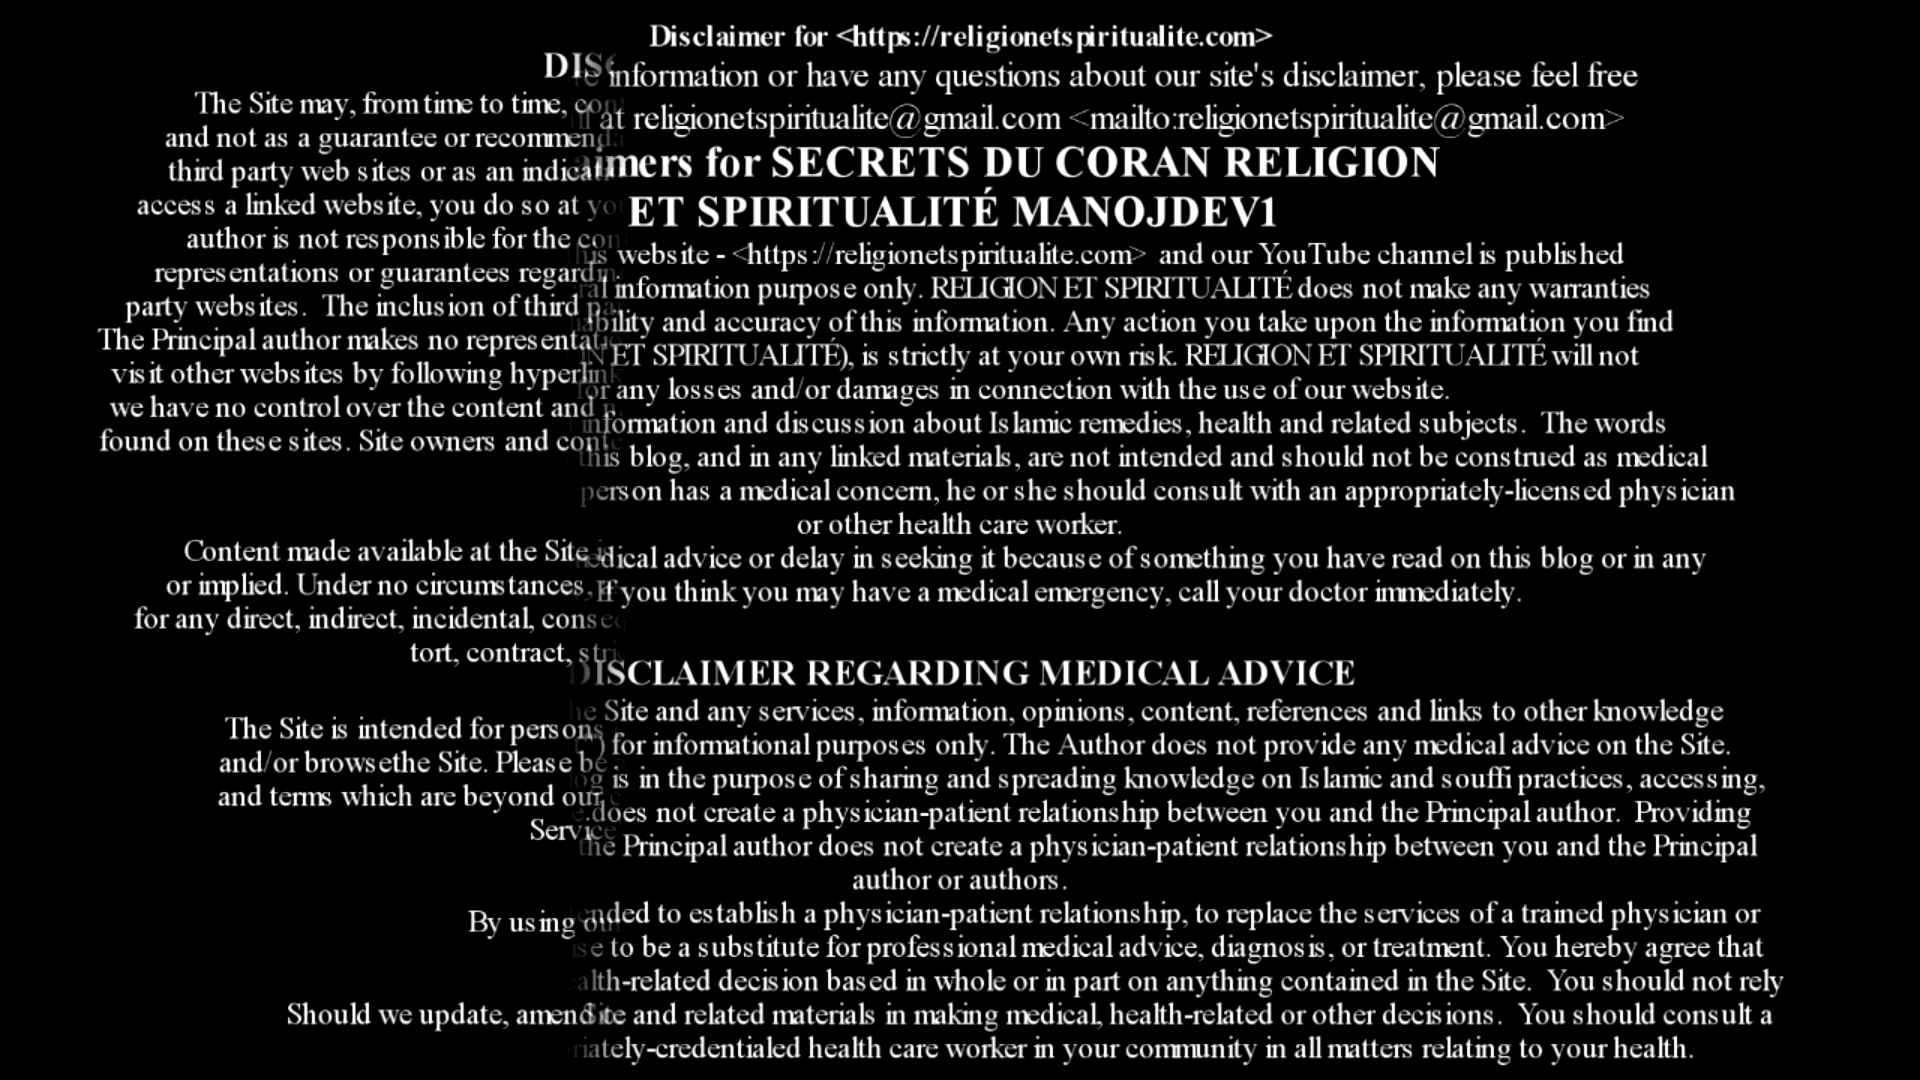 Disclaimer for <https://religionetspiritualite.com>
information or have any questions about our site's disclaimer, please feel free
at religionetspiritualite@gmail.com <mailto:religionetspiritualite@gmail.com>
for SECRETS DU CORAN RELIGION
ET SPIRITUALITÉ MANOJDEV1
website - <https://religionetspiritualite.com> and our YouTube channel is published
information purpose only. RELIGION ET SPIRITUALITÉ does not make any warranties
and accuracy of this information. Any action you take upon the information you find
ET SPIRITUALITÉ), is strictly at your own risk. RELIGION ET SPIRITUALITÉ will not
any losses and/or damages in connection with the use of our website.
information and discussion about Islamic remedies, health and related subjects. The words
this blog, and in any linked materials, are not intended and should not be construed as medical
person has a medical concern, he or she should consult with an appropriately-licensed physician
or other health care worker.
advice or delay in seeking it because of something you have read on this blog or in any
If you think you may have a medical emergency, call your doctor immediately.
DISCLAIMER REGARDING MEDICAL ADVICE
Site and any services, information, opinions, content, references and links to other knowledge
for informational purposes only. The Author does not provide any medical advice on the Site.
is in the purpose of sharing and spreading knowledge on Islamic and souffi practices, accessing,
does not create a physician-patient relationship between you and the Principal author. Providing
the Principal author does not create a physician-patient relationship between you and the Principal
author or authors.
to establish a physician-patient relationship, to replace the services of a trained physician or
to be a substitute for professional medical advice, diagnosis, or treatment. You hereby agree that
decision based in whole or in part on anything contained in the Site. You should not rely
and related materials in making medical, health-related or other decisions. You should consult a
health care worker in your community in all matters relating to your health.
The Site may, from time to time,
and not as a guarantee or
third party web sites or as an
access a linked website, you do so at
author is not responsible for the
representations or guarantees
party websites. The inclusion of third
The Principal author makes no
visit other websites by following
we have no control over the content and
found on these sites. Site owners and
Content made available at the Site
or implied. Under no circumstances,
for any direct, indirect, incidental,
tort, contract,
The Site is intended for persons
and/or browsethe Site. Please be
and terms which are beyond our
By using
Should we update, amend